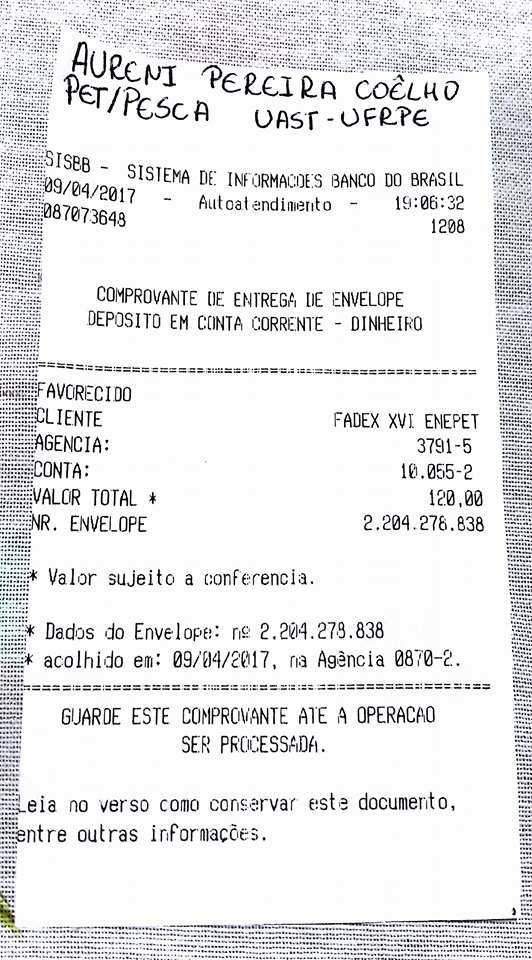 AURENI PEREIRA COÊLHO
PET/PESCA UAST-UFRPE
SISBB - SISTEMA DE INFORMACOES BANCO DO BRASIL
09/04/2017 - Autoatendimento - 19:06:32
087073648 1208
COMPROVANTE DE ENTREGA DE ENVELOPE
DEPOSITO EM CONTA CORRENTE - DINHEIRO
FAVORECIDO
CLIENTE FADEX XVI ENEPET
AGENCIA: 3791-5
CONTA: 10.055-2
VALOR TOTAL * 120,00
NR. ENVELOPE 2.204.278.838
* Valor sujeito a conferencia.
* Dados do Envelope: nº 2.204.278.838
* acolhido em: 09/04/2017, na Agência 0870-2.
GUARDE ESTE COMPROVANTE ATE A OPERACAO
SER PROCESSADA.
Leia no verso como conservar este documento,
entre outras informações.